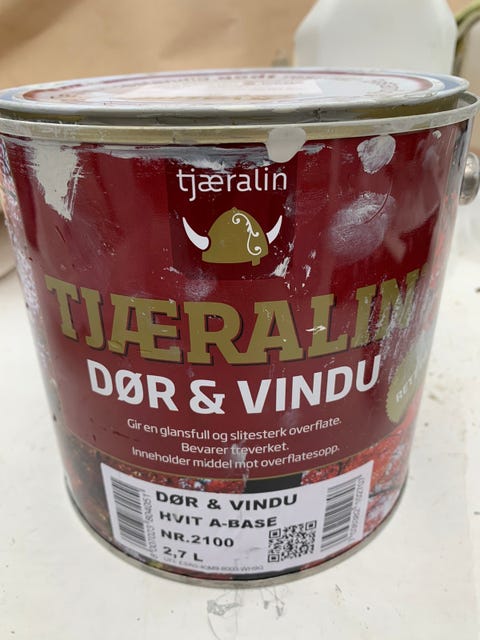 tjæralin
TJÆRALIN
DØR & VINDU
Gir en glansfull og slitesterk overflate.
Bevarer treverket.
Inneholder middel mot overflatesopp.
DØR & VINDU
HVIT A-BASE
NR.2100
2,7 L